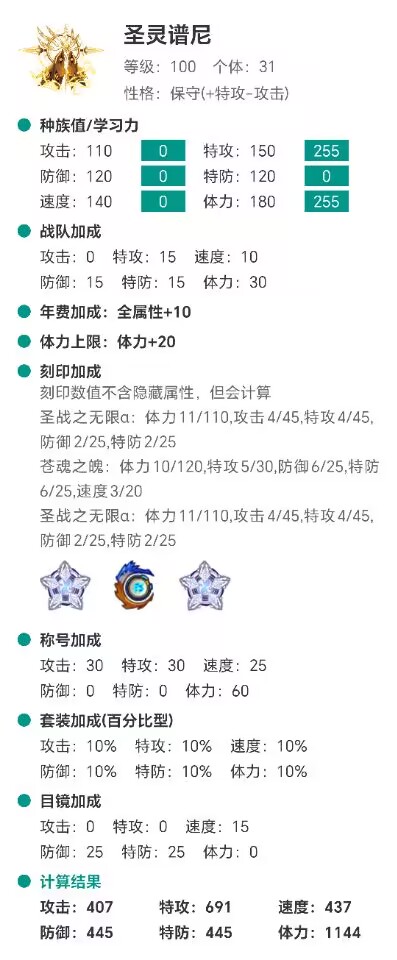 圣灵谱尼
等级：100 个体：31
性格：保守(+特攻-攻击)
种族值/学习力
攻击：110 0 特攻：150 255
防御：120 0 特防：120 0
速度：140 0 体力：180 255
战队加成
攻击：0 特攻：15 速度：10
防御：15 特防：15 体力：30
年费加成：全属性+10
体力上限：体力+20
刻印加成
刻印数值不含隐藏属性，但会计算
圣战之无限α：体力11/110,攻击4/45,特攻4/45,
防御2/25,特防2/25
苍魂之魄：体力10/120,特攻5/30,防御6/25,特防
6/25,速度3/20
圣战之无限α：体力11/110,攻击4/45,特攻4/45,
防御2/25,特防2/25
称号加成
攻击：30 特攻：30 速度：25
防御：0 特防：0 体力：60
套装加成(百分比型)
攻击：10% 特攻：10% 速度：10%
防御：10% 特防：10% 体力：10%
目镜加成
攻击：0 特攻：0 速度：15
防御：25 特防：25 体力：0
计算结果
攻击：407 特攻：691 速度：437
防御：445 特防：445 体力：1144